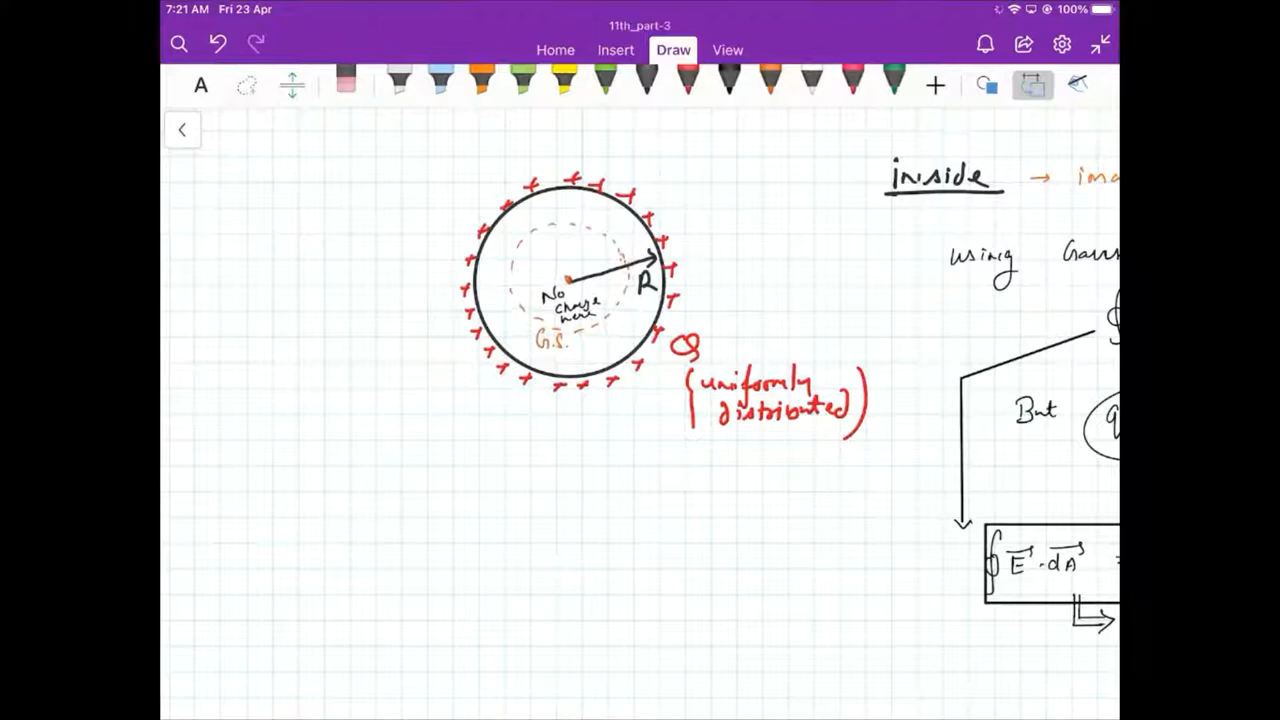 7:21 AM Fri 23 Apr
100%
11th_part-3
Home Insert Draw View
A
inside →
using
R
No
charge
here
G.S.
Q
(uniformly
distributed)
But
∮ E⃗ · dA⃗